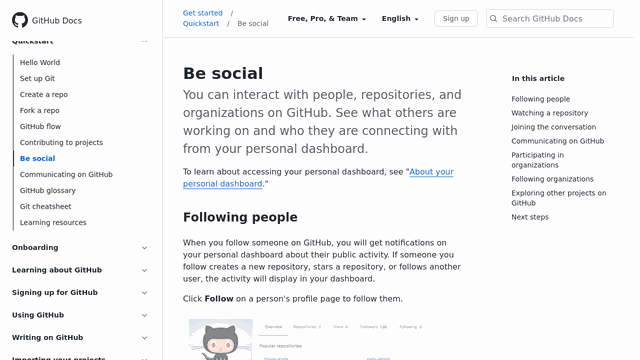 GitHub Docs
Quickstart
Hello World
Set up Git
Create a repo
Fork a repo
GitHub flow
Contributing to projects
Be social
Communicating on GitHub
GitHub glossary
Git cheatsheet
Learning resources
Onboarding
Learning about GitHub
Signing up for GitHub
Using GitHub
Writing on GitHub
Importing your projects
Get started /
Quickstart / Be social
Free, Pro, & Team
English
Sign up
Search GitHub Docs
Be social
You can interact with people, repositories, and
organizations on GitHub. See what others are
working on and who they are connecting with
from your personal dashboard.
To learn about accessing your personal dashboard, see "About your
personal dashboard."
Following people
When you follow someone on GitHub, you will get notifications on
your personal dashboard about their public activity. If someone you
follow creates a new repository, stars a repository, or follows another
user, the activity will display in your dashboard.
Click Follow on a person's profile page to follow them.
Overview
Popular repositories
In this article
Following people
Watching a repository
Joining the conversation
Communicating on GitHub
Participating in
organizations
Following organizations
Exploring other projects on
GitHub
Next steps